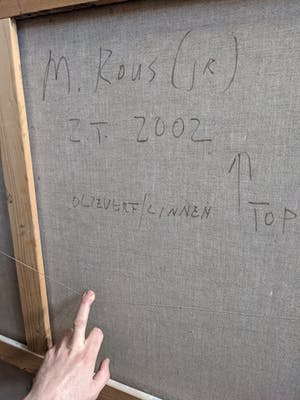 M. ROUS (JR)
Z.T. 2002
OLIEVERF/LINNEN
TOP